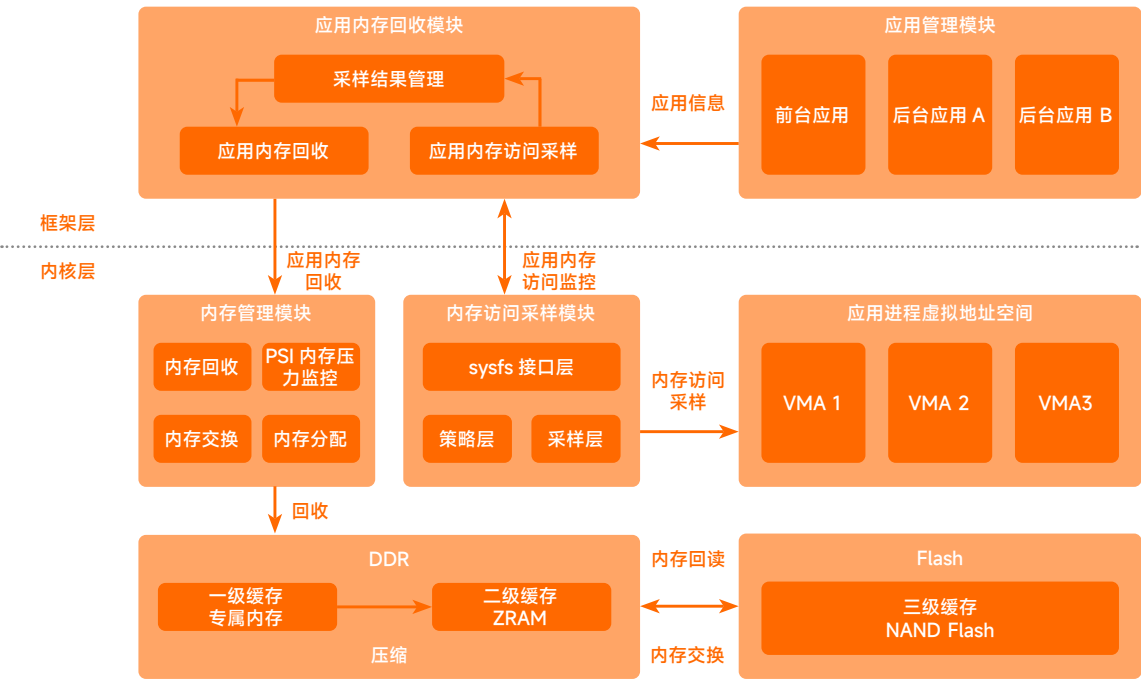 应用内存回收模块
采样结果管理
应用内存回收
应用内存访问采样
应用信息
应用管理模块
前台应用
后台应用 A
后台应用 B
框架层
内核层
应用内存
回收
应用内存
访问监控
内存管理模块
内存回收
PSI 内存压
力监控
内存交换
内存分配
内存访问采样模块
sysfs 接口层
策略层
采样层
内存访问
采样
应用进程虚拟地址空间
VMA 1
VMA 2
VMA3
回收
DDR
一级缓存
专属内存
二级缓存
ZRAM
压缩
内存回读
内存交换
Flash
三级缓存
NAND Flash